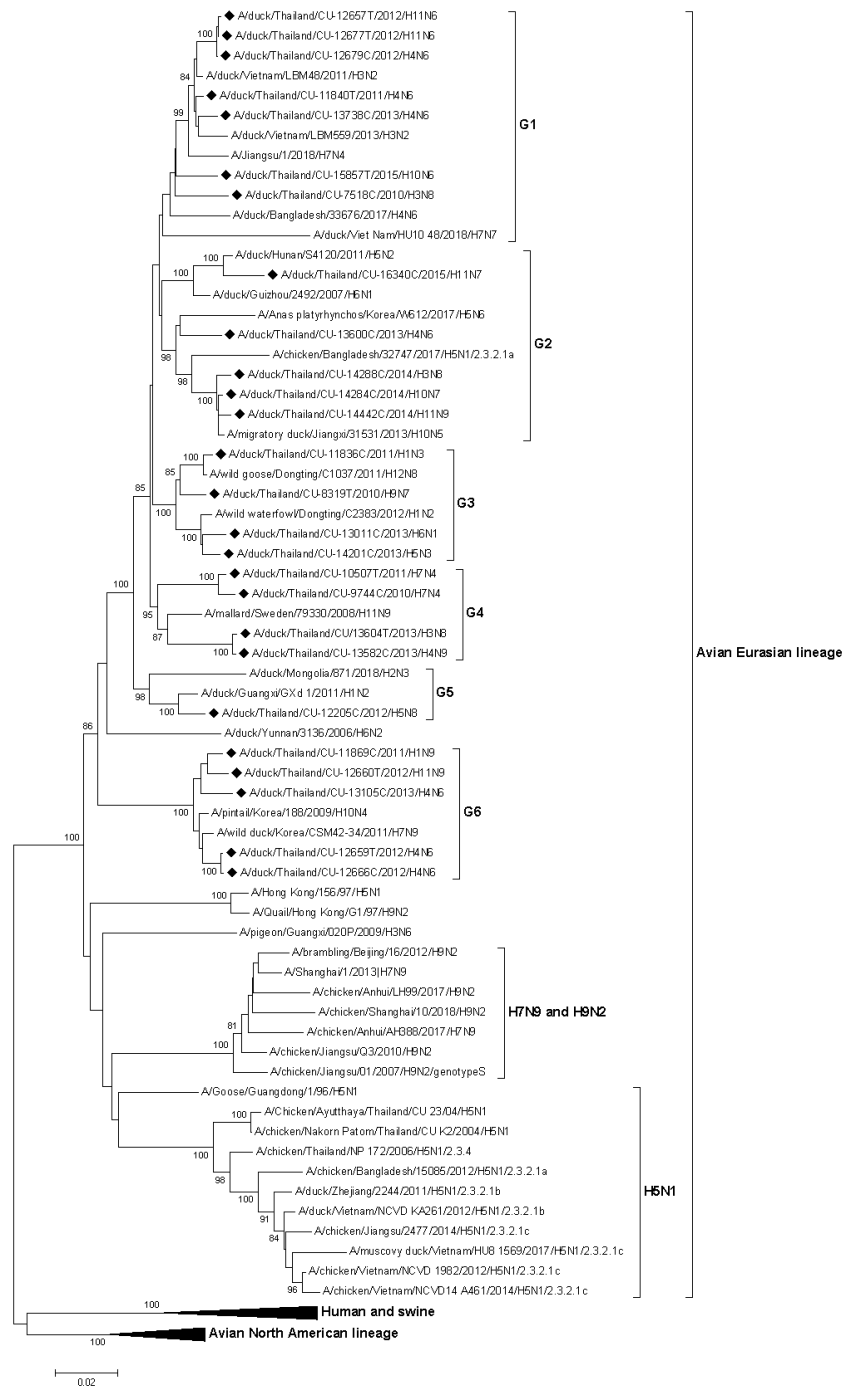 A/duck/Thailand/CU-12657T/2012/H11N6
100
A/duck/Thailand/CU-12677T/2012/H11N6
A/duck/Thailand/CU-12679C/2012/H4N6
84
A/duck/Vietnam/LBM48/2011/H3N2
A/duck/Thailand/CU-11840T/2011/H4N6
99
A/duck/Thailand/CU-13738C/2013/H4N6
G1
A/duck/Vietnam/LBM559/2013/H3N2
A/Jiangsu/1/2018/H7N4
A/duck/Thailand/CU-15857T/2015/H10N6
A/duck/Thailand/CU-7518C/2010/H3N8
A/duck/Bangladesh/33676/2017/H4N6
A/duck/Viet Nam/HU10 48/2018/H7N7
A/duck/Hunan/S4120/2011/H5N2
100
A/duck/Thailand/CU-16340C/2015/H11N7
A/duck/Guizhou/2492/2007/H6N1
A/Anas platyrhynchos/Korea/W612/2017/H5N6
A/duck/Thailand/CU-13600C/2013/H4N6
G2
98
A/chicken/Bangladesh/32747/2017/H5N1/2.3.2.1a
98
A/duck/Thailand/CU-14288C/2014/H3N8
A/duck/Thailand/CU-14284C/2014/H10N7
100
A/duck/Thailand/CU-14442C/2014/H11N9
A/migratory duck/Jiangxi/31531/2013/H10N5
A/duck/Thailand/CU-11836C/2011/H1N3
100
85
A/wild goose/Dongting/C1037/2011/H12N8
85
A/duck/Thailand/CU-8319T/2010/H9N7
G3
100
A/wild waterfowl/Dongting/C2383/2012/H1N2
A/duck/Thailand/CU-13011C/2013/H6N1
100
A/duck/Thailand/CU-14201C/2013/H5N3
A/duck/Thailand/CU-10507T/2011/H7N4
100
100
A/duck/Thailand/CU-9744C/2010/H7N4
95
A/mallard/Sweden/79330/2008/H11N9
G4
87
A/duck/Thailand/CU/13604T/2013/H3N8
100
A/duck/Thailand/CU-13582C/2013/H4N9
Avian Eurasian lineage
A/duck/Mongolia/871/2018/H2N3
98
A/duck/Guangxi/GXd 1/2011/H1N2
G5
100
A/duck/Thailand/CU-12205C/2012/H5N8
86
A/duck/Yunnan/3136/2006/H6N2
A/duck/Thailand/CU-11869C/2011/H1N9
A/duck/Thailand/CU-12660T/2012/H11N9
A/duck/Thailand/CU-13105C/2013/H4N6
100
A/pintail/Korea/188/2009/H10N4
G6
A/wild duck/Korea/CSM42-34/2011/H7N9
100
A/duck/Thailand/CU-12659T/2012/H4N6
100
A/duck/Thailand/CU-12666C/2012/H4N6
A/Hong Kong/156/97/H5N1
100
A/Quail/Hong Kong/G1/97/H9N2
A/pigeon/Guangxi/020P/2009/H3N6
A/brambling/Beijing/16/2012/H9N2
A/Shanghai/1/2013|H7N9
A/chicken/Anhui/LH99/2017/H9N2
A/chicken/Shanghai/10/2018/H9N2
H7N9 and H9N2
81
A/chicken/Anhui/AH388/2017/H7N9
100
A/chicken/Jiangsu/Q3/2010/H9N2
A/chicken/Jiangsu/01/2007/H9N2/genotypeS
A/Goose/Guangdong/1/96/H5N1
A/Chicken/Ayutthaya/Thailand/CU 23/04/H5N1
100
A/chicken/Nakorn Patom/Thailand/CU K2/2004/H5N1
100
A/chicken/Thailand/NP 172/2006/H5N1/2.3.4
98
A/chicken/Bangladesh/15085/2012/H5N1/2.3.2.1a
100
A/duck/Zhejiang/2244/2011/H5N1/2.3.2.1b
H5N1
91
A/duck/Vietnam/NCVD KA261/2012/H5N1/2.3.2.1b
84
A/chicken/Jiangsu/2477/2014/H5N1/2.3.2.1c
A/muscovy duck/Vietnam/HU8 1569/2017/H5N1/2.3.2.1c
A/chicken/Vietnam/NCVD 1982/2012/H5N1/2.3.2.1c
96
A/chicken/Vietnam/NCVD14 A461/2014/H5N1/2.3.2.1c
100
Human and swine
Avian North American lineage
100
0.02